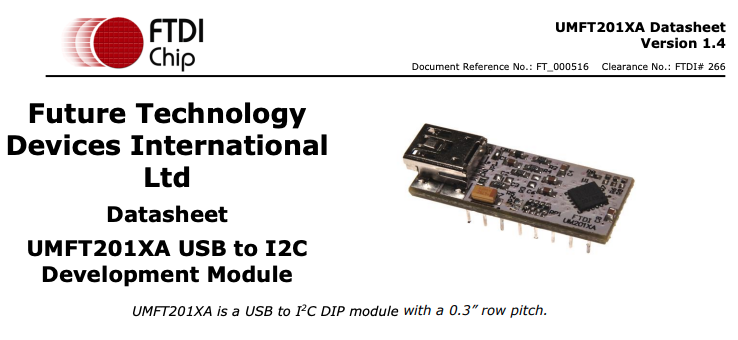 FTDI
Chip
UMFT201XA Datasheet
Version 1.4
Document Reference No.: FT_000516 Clearance No.: FTDI# 266
Future Technology
Devices International
Ltd
Datasheet
UMFT201XA USB to I2C
Development Module
FTDI
UM201XA
UMFT201XA is a USB to I2C DIP module with a 0.3″ row pitch.